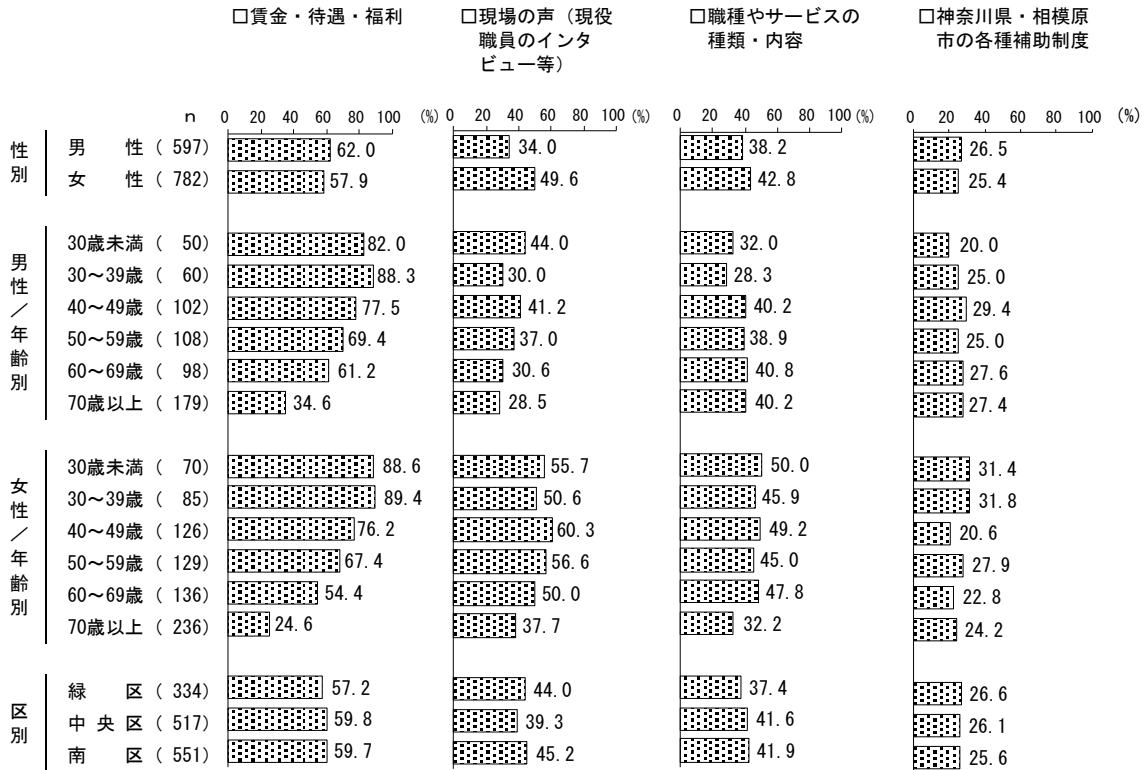 □賃金・待遇・福利
□現場の声（現役
職員のインタ
ビュー等）
□職種やサービスの
種類・内容
□神奈川県・相模原
市の各種補助制度
n 0 20 40 60 80 100 (%) 0 20 40 60 80 100 (%) 0 20 40 60 80 100 (%) 0 20 40 60 80 100 (%)
性別
男性 (597) 62.0 34.0 38.2 26.5
女性 (782) 57.9 49.6 42.8 25.4
男性／年齢別
30歳未満 (50) 82.0 44.0 32.0 20.0
30～39歳 (60) 88.3 30.0 28.3 25.0
40～49歳 (102) 77.5 41.2 40.2 29.4
50～59歳 (108) 69.4 37.0 38.9 25.0
60～69歳 (98) 61.2 30.6 40.8 27.6
70歳以上 (179) 34.6 28.5 40.2 27.4
女性／年齢別
30歳未満 (70) 88.6 55.7 50.0 31.4
30～39歳 (85) 89.4 50.6 45.9 31.8
40～49歳 (126) 76.2 60.3 49.2 20.6
50～59歳 (129) 67.4 56.6 45.0 27.9
60～69歳 (136) 54.4 50.0 47.8 22.8
70歳以上 (236) 24.6 37.7 32.2 24.2
区別
緑区 (334) 57.2 44.0 37.4 26.6
中央区 (517) 59.8 39.3 41.6 26.1
南区 (551) 59.7 45.2 41.9 25.6